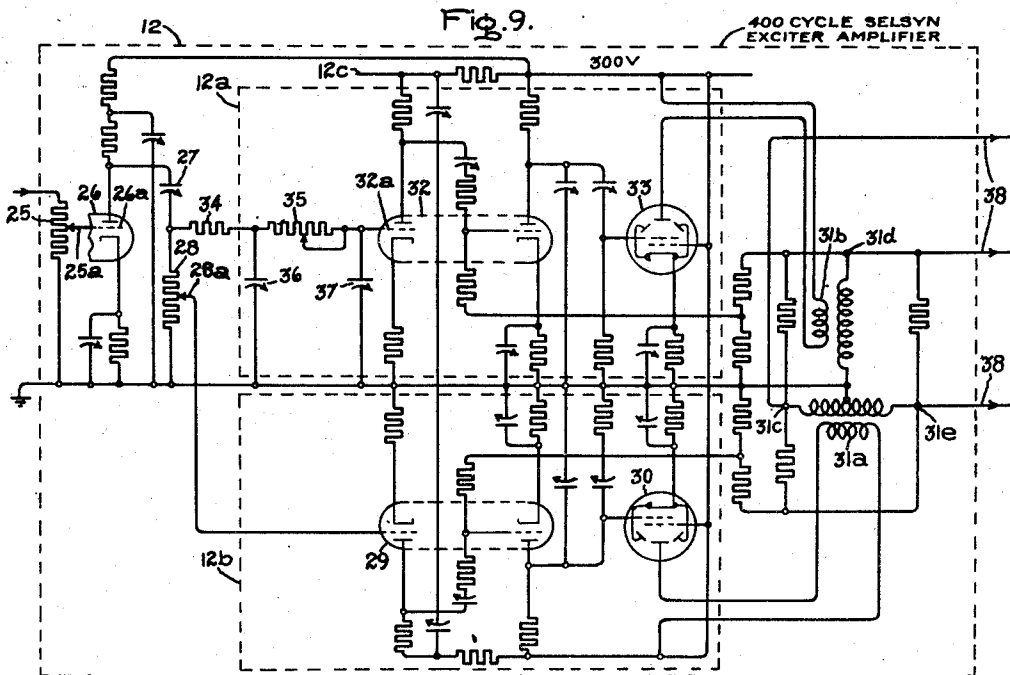 Fig.9.
12
400 CYCLE SELSYN
EXCITER AMPLIFIER
12c
300V
12a
27
26
26a
25
25a
34
35
32a
32
33
38
31b
31d
28
28a
36
37
38
38
31c
31e
31a
30
29
12b